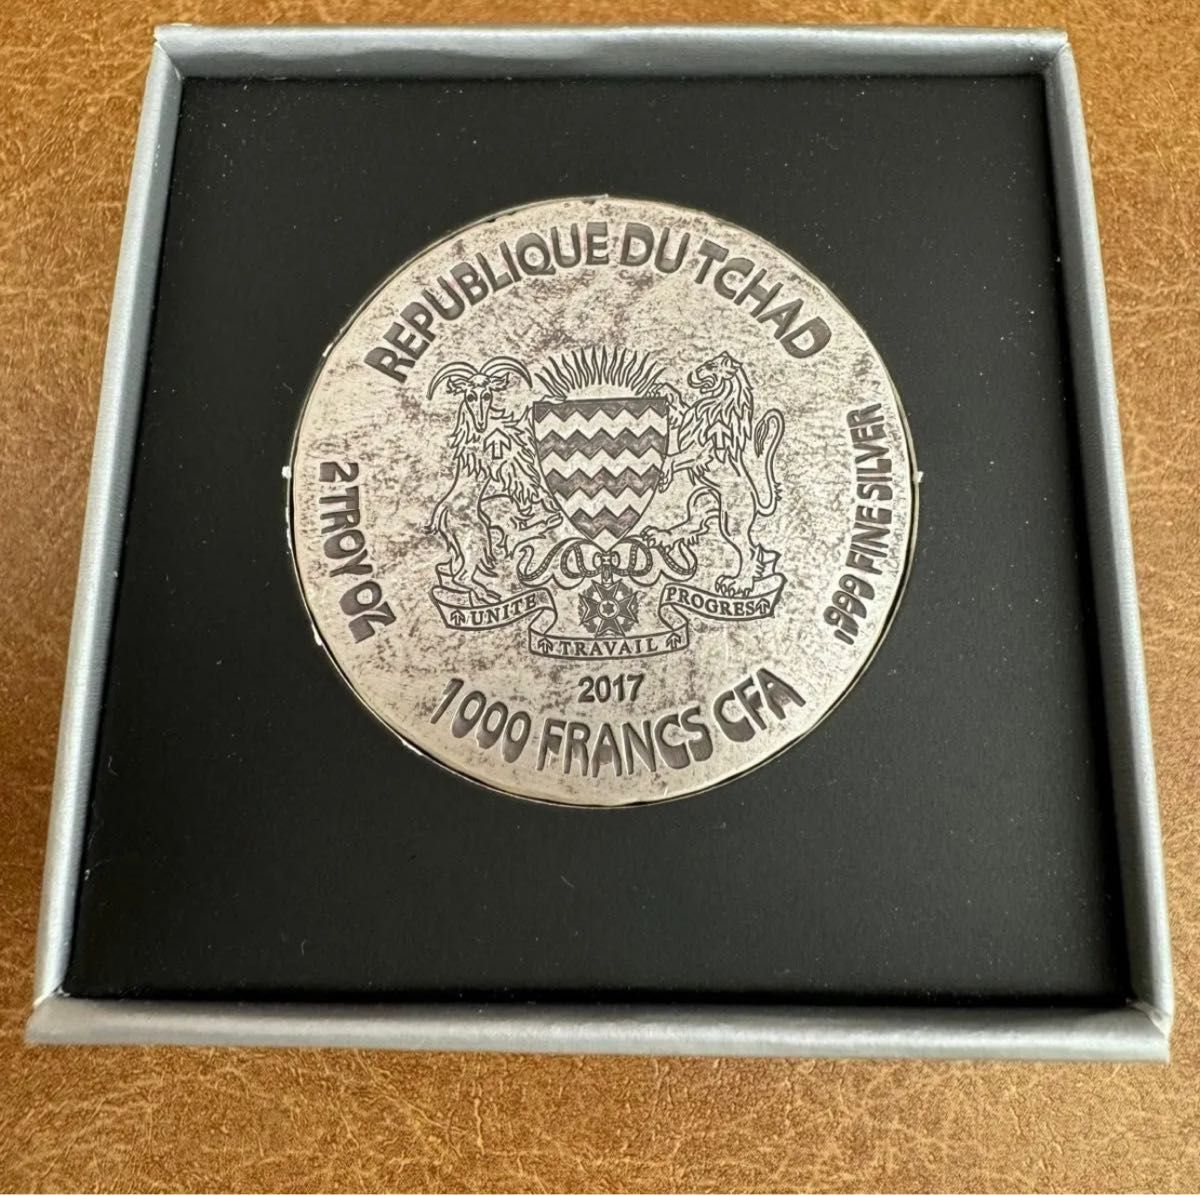 REPUBLIQUE DU TCHAD
2 TROY OZ
.999 FINE SILVER
UNITE
TRAVAIL
PROGRES
2017
1000 FRANCS CFA